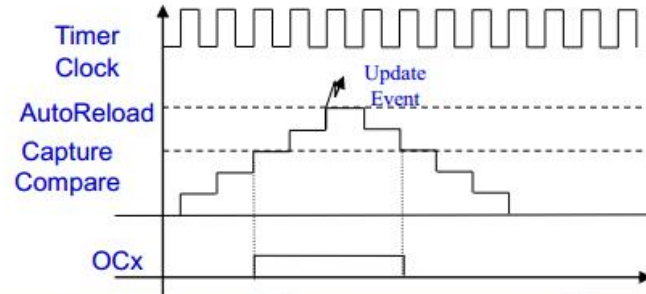 Timer
Clock
Update
Event
AutoReload
Capture
Compare
OCx